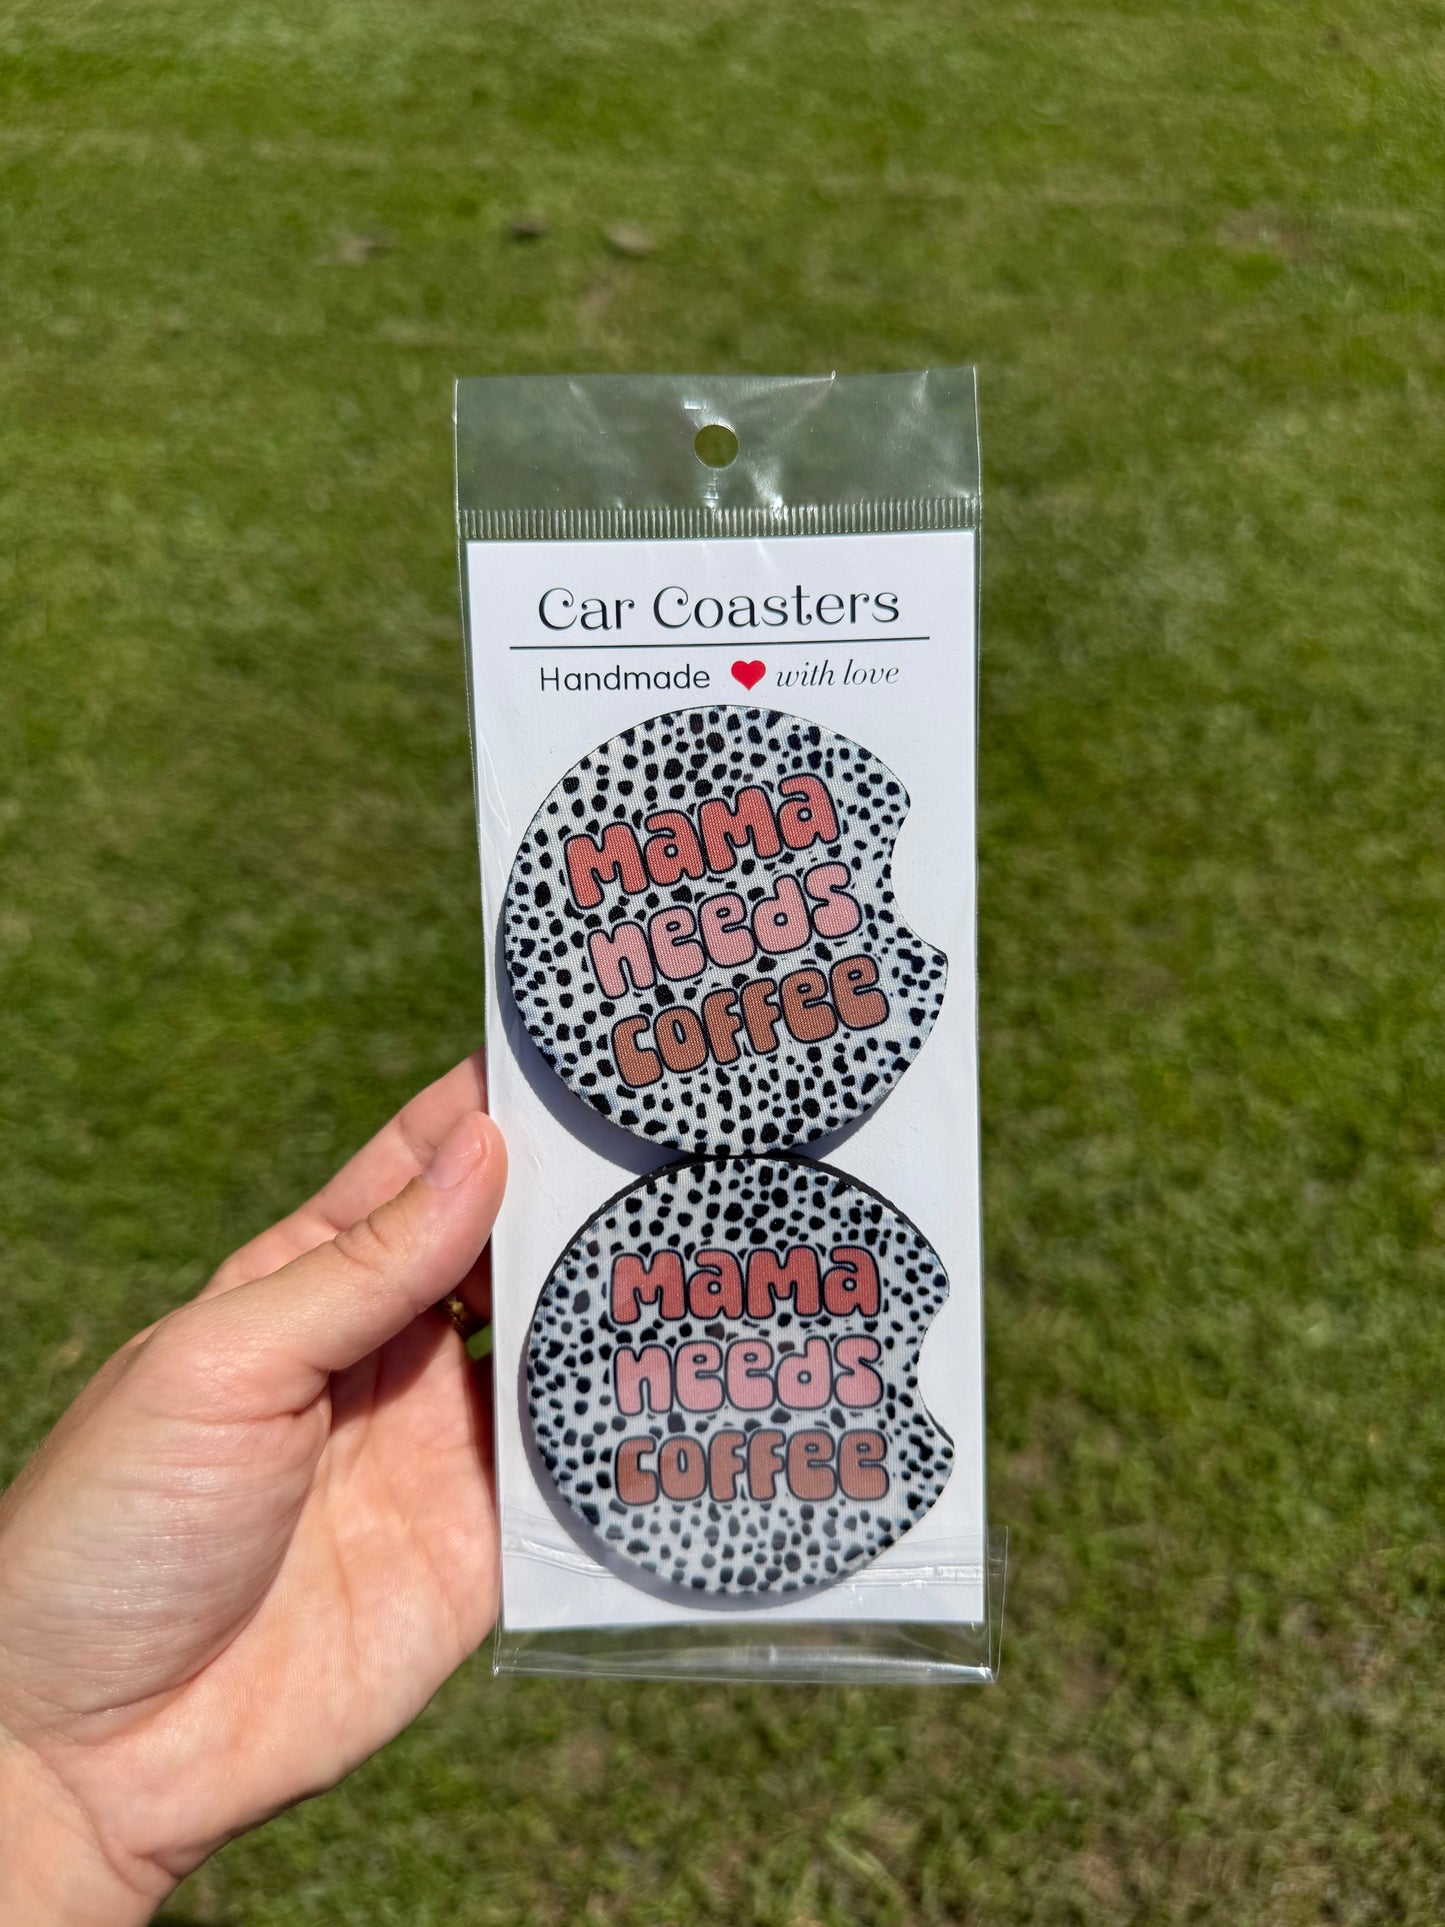 Car Coasters
Handmade ❤ with love
MaMa
Needs
COFFEE
MaMa
Needs
COFFEE